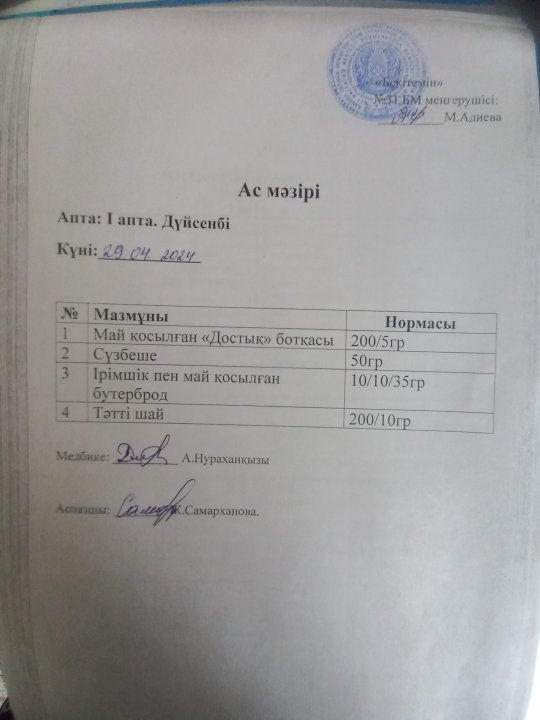 «Бекітемін»
№31 БМ меңгерушісі:
М.Адиева
Ас мәзірі
Апта: І апта. Дүйсенбі
Күні: 29 04. 2024
№ Мазмұны Нормасы
1 Май қосылған «Достық» ботқасы 200/5гр
2 Сүзбеше 50гр
3 Ірімшік пен май қосылған 10/10/35гр
бутерброд
4 Тәтті шай 200/10гр
Медбике: А.Нураханқызы
Аспазшы: К.Самарханова.